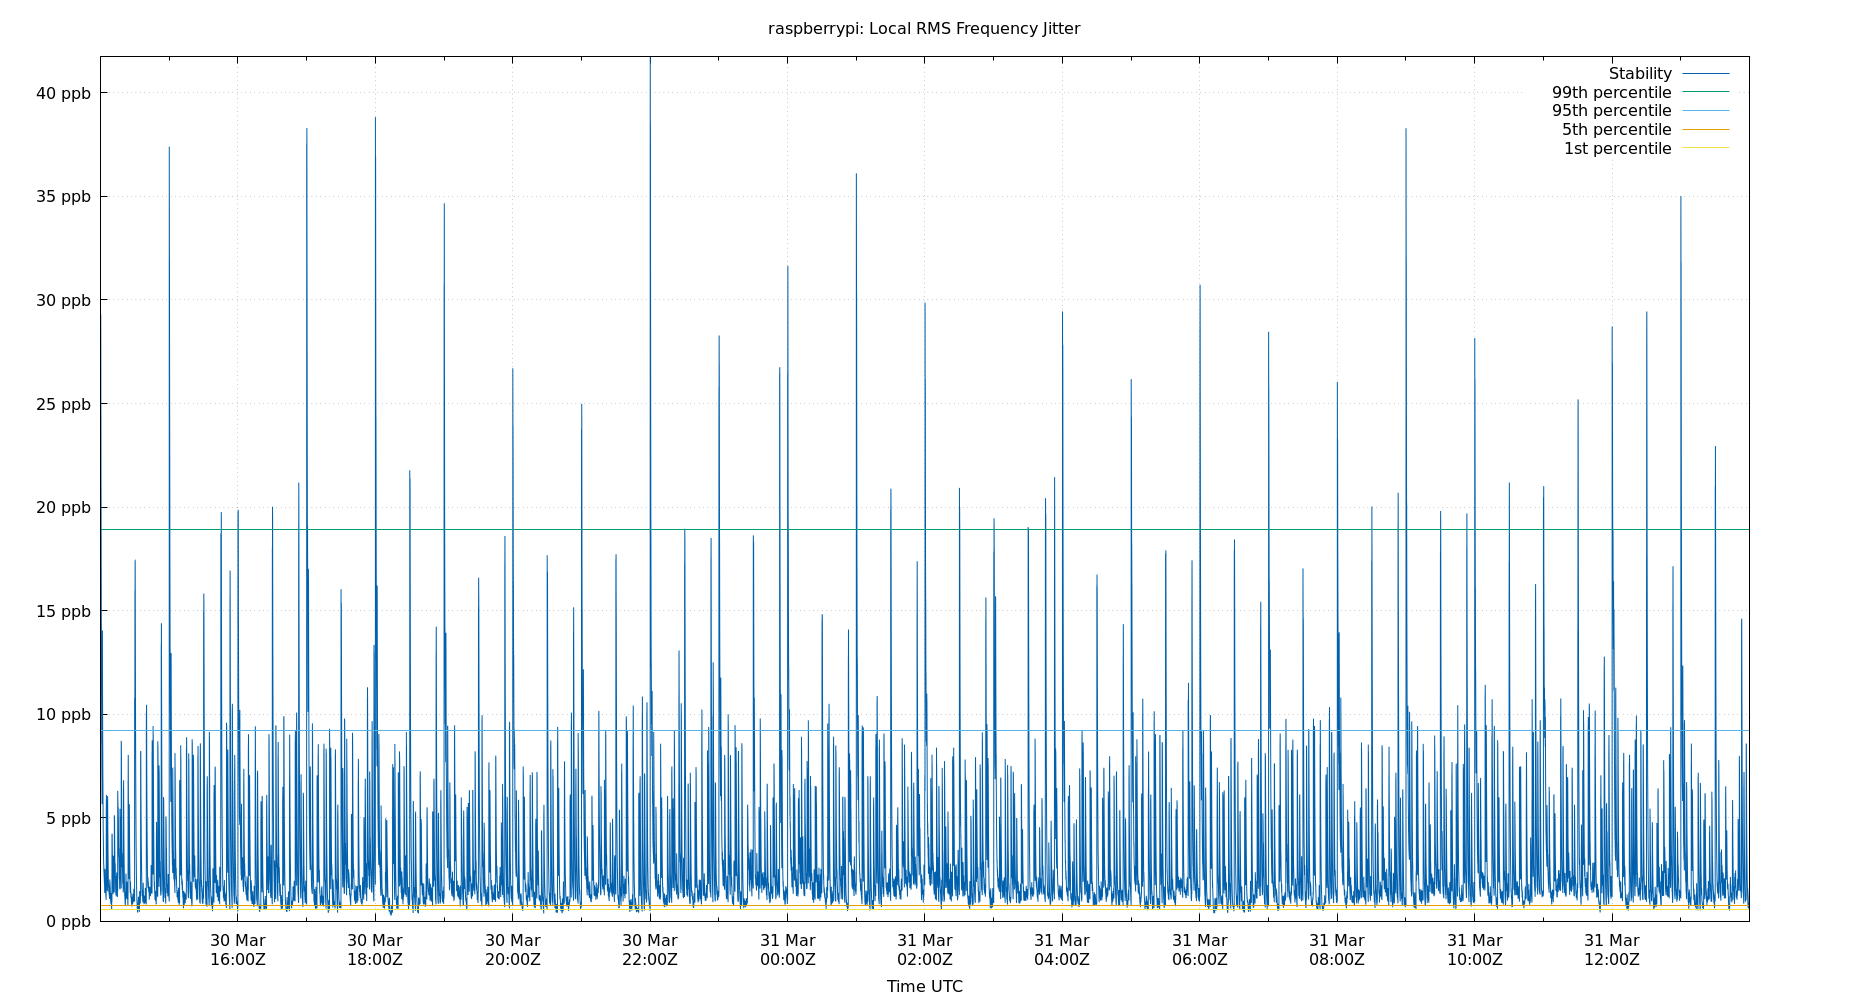 raspberrypi: Local RMS Frequency Jitter
Stability
99th percentile
95th percentile
5th percentile
1st percentile
40 ppb
35 ppb
30 ppb
25 ppb
20 ppb
15 ppb
10 ppb
5 ppb
0 ppb
30 Mar 30 Mar 30 Mar 30 Mar 31 Mar 31 Mar 31 Mar 31 Mar 31 Mar 31 Mar 31 Mar
16:00Z 18:00Z 20:00Z 22:00Z 00:00Z 02:00Z 04:00Z 06:00Z 08:00Z 10:00Z 12:00Z
Time UTC